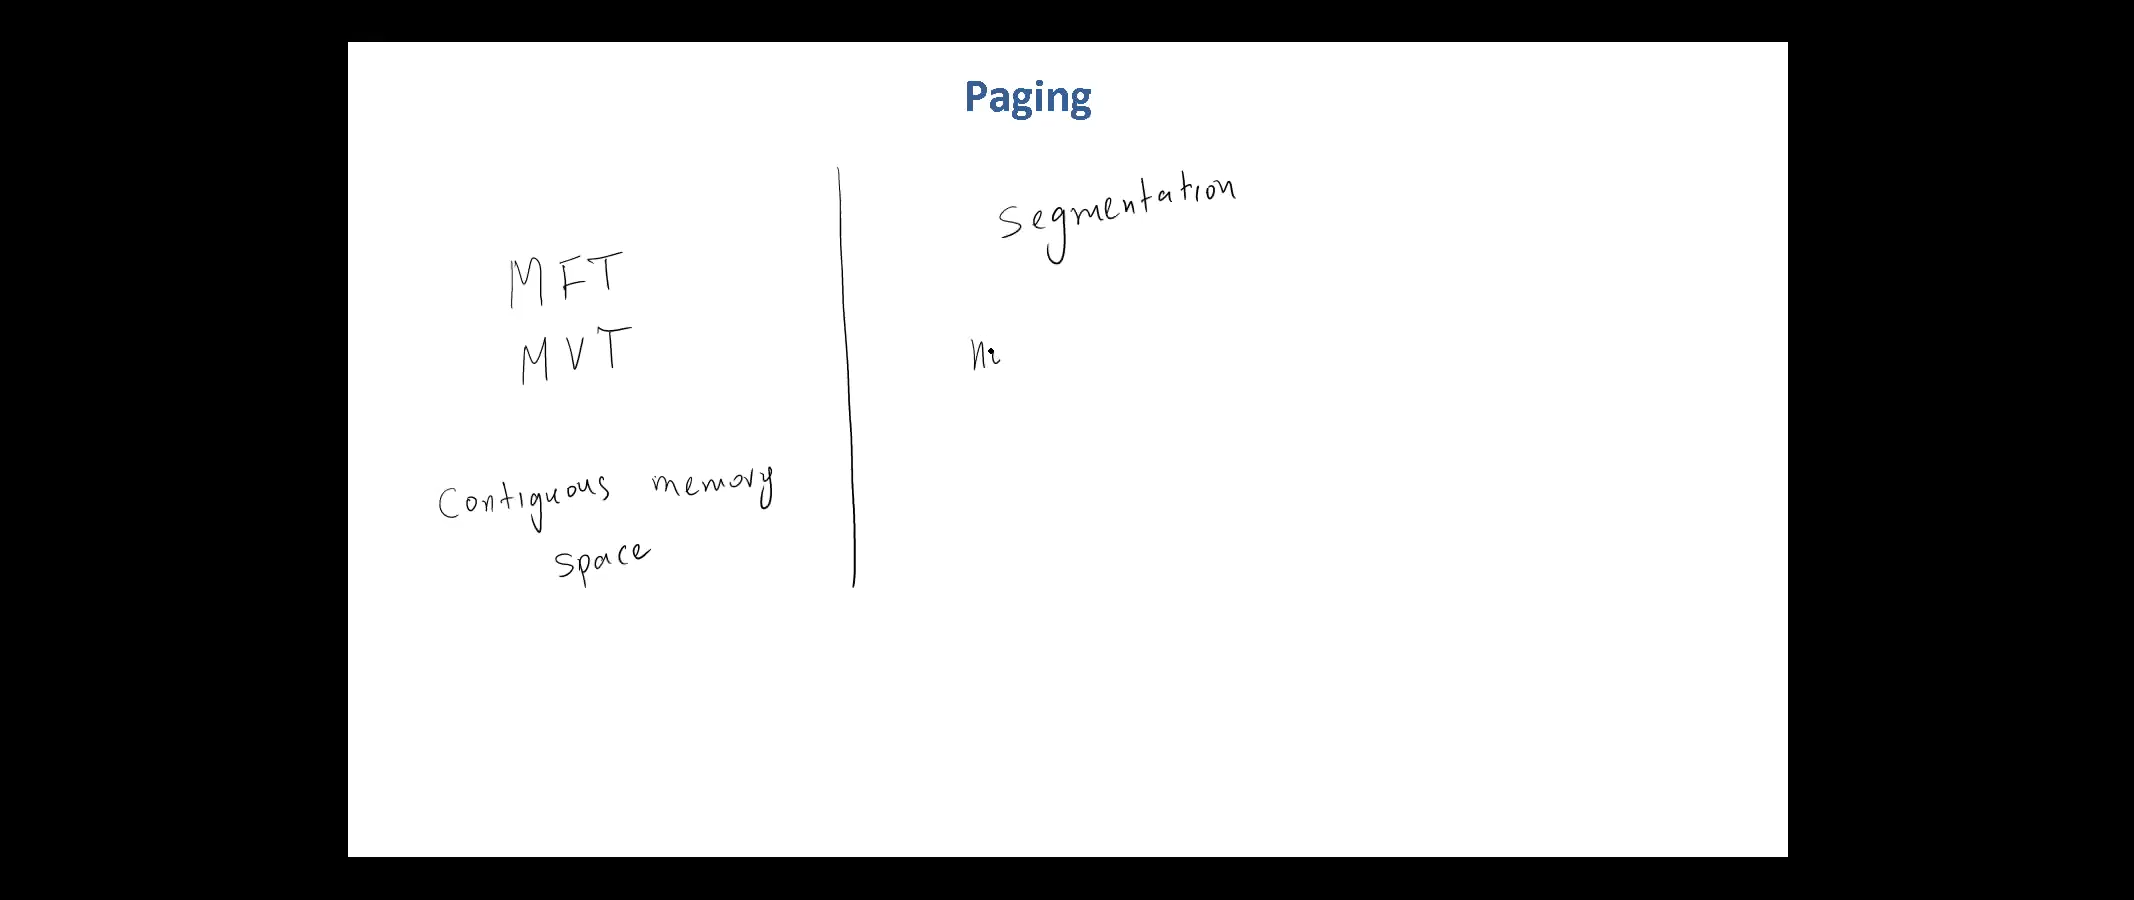 Paging
MFT
MVT
Contiguous memory
space
Segmentation